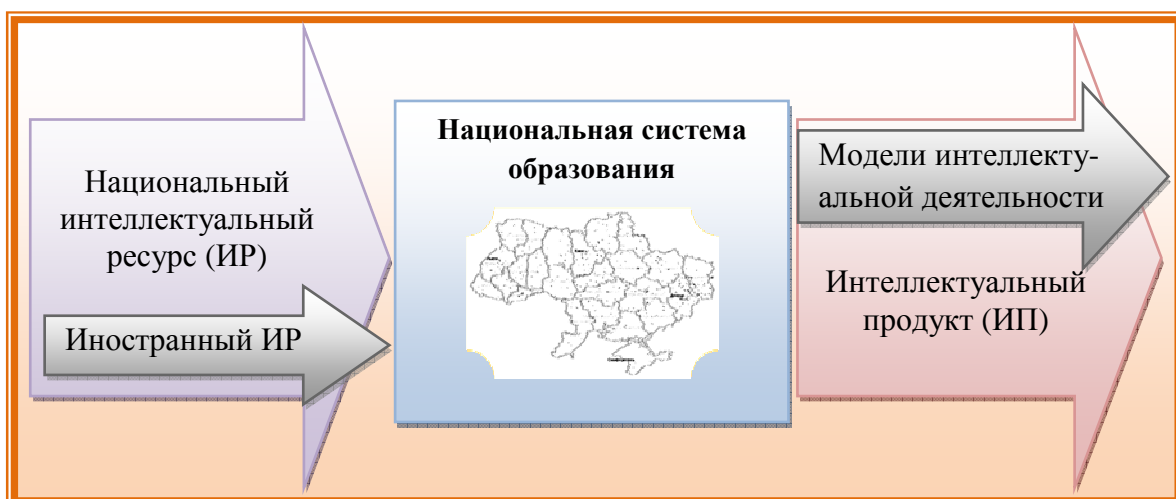 Национальный
интеллектуальный
ресурс (ИР)
Иностранный ИР
Национальная система
образования
Модели интеллекту-
альной деятельности
Интеллектуальный
продукт (ИП)